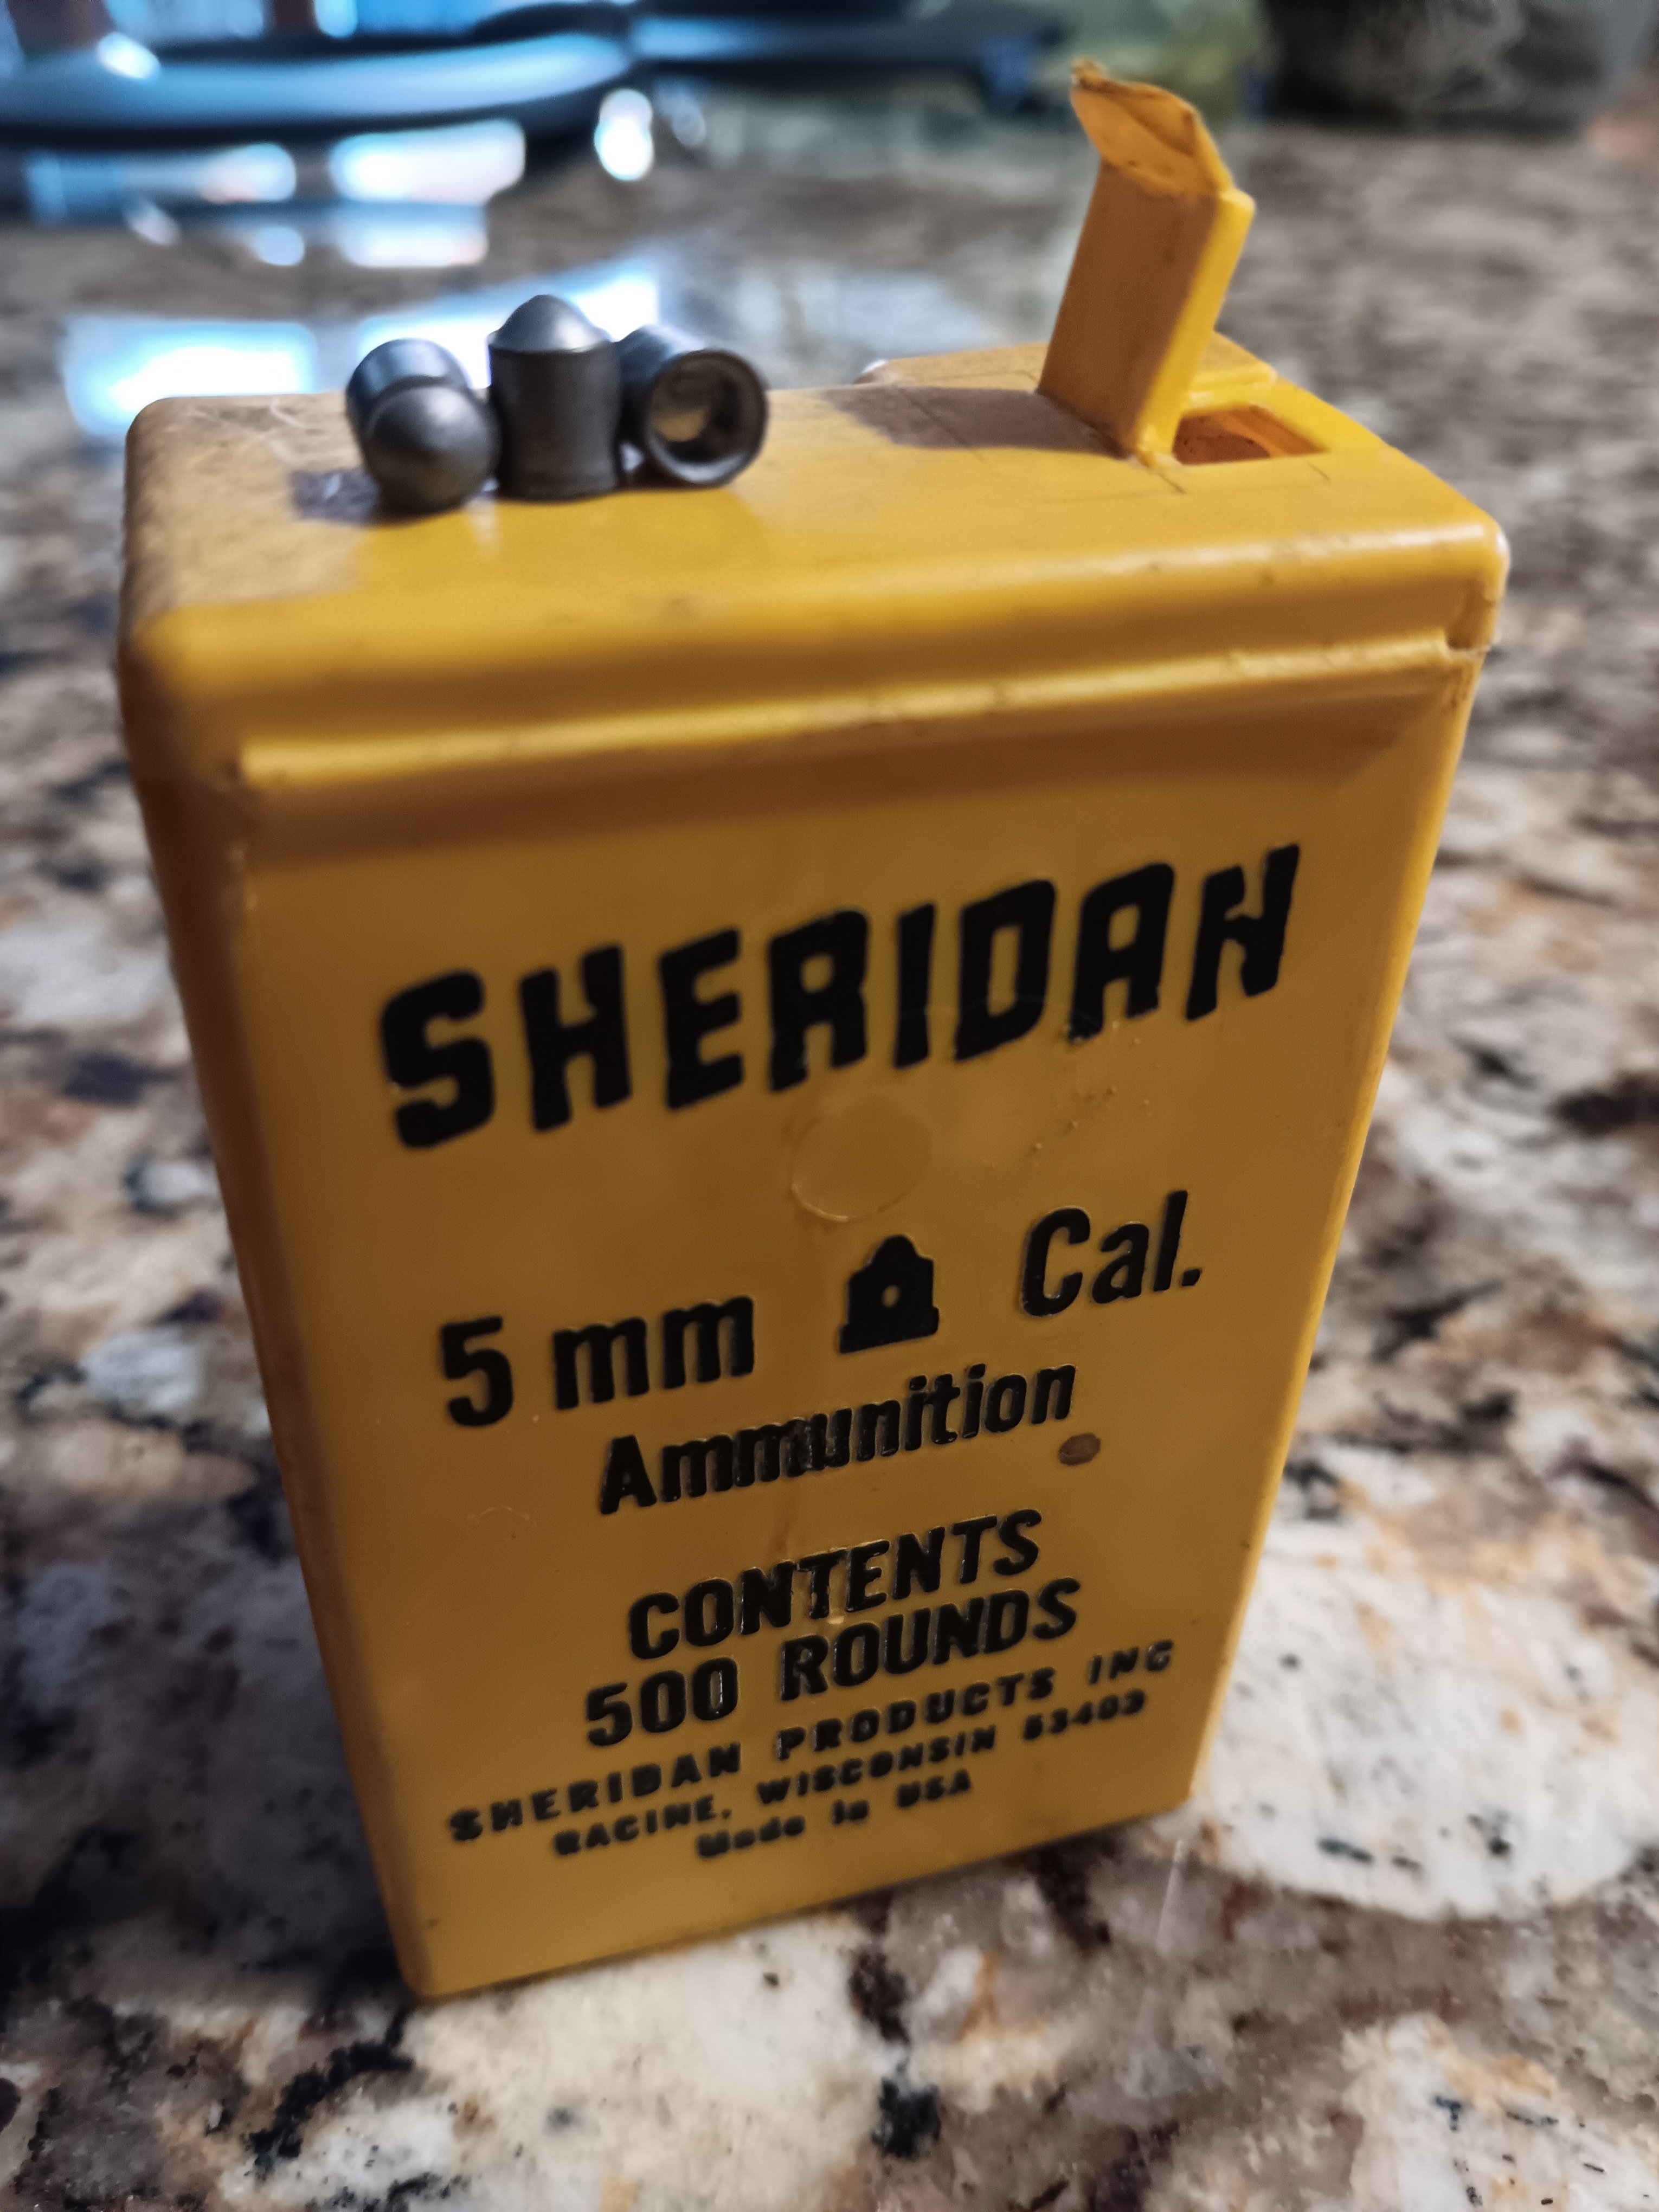 SHERIDAN
5 mm Cal.
Ammunition
CONTENTS
500 ROUNDS
SHERIDAN PRODUCTS INC
RACINE, WISCONSIN 53403
Made in USA